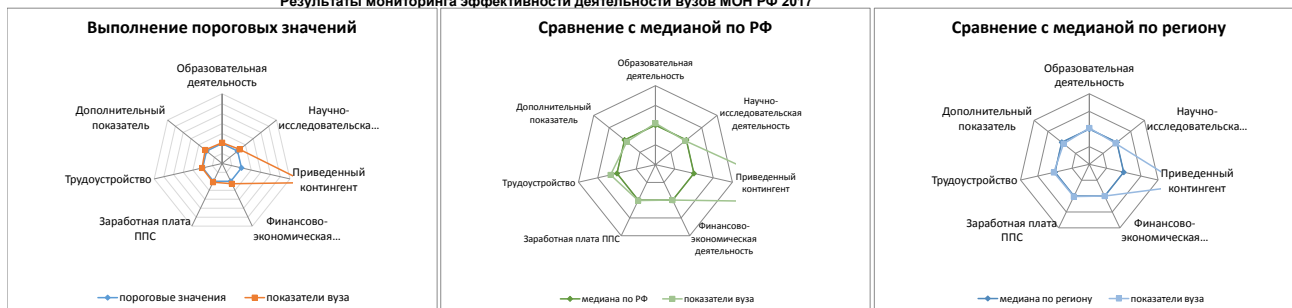 Результаты мониторинга эффективности деятельности вузов МОН РФ 2017
Выполнение пороговых значений
Образовательная
деятельность
Научно-
исследовательска...
Приведенный
контингент
Финансово-
экономическая...
Заработная плата
ППС
Трудоустройство
Дополнительный
показатель
пороговые значения
показатели вуза
Сравнение с медианой по РФ
Образовательная
деятельность
Научно-
исследовательская
деятельность
Приведенный
контингент
Финансово-
экономическая
деятельность
Заработная плата ППС
Трудоустройство
Дополнительный
показатель
медиана по РФ
показатели вуза
Сравнение с медианой по региону
Образовательная
деятельность
Научно-
исследовательска...
Приведенный
контингент
Финансово-
экономическая...
Заработная плата
ППС
Трудоустройство
Дополнительный
показатель
медиана по региону
показатели вуза